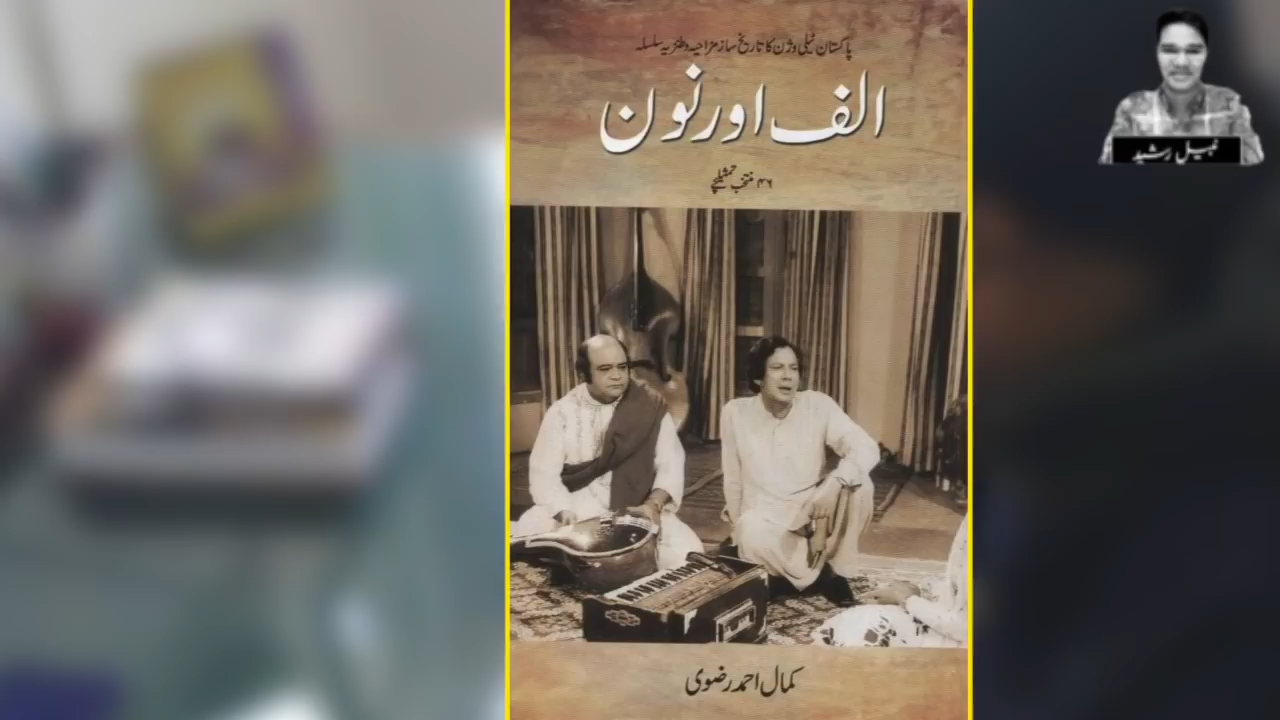 پاکستان ٹیلی وژن کا تاریخ ساز مزاحیہ و طنزیہ سلسلہ
الف اور نون
۴۶ منتخب تمثیلچے
کمال احمد رضوی
نبیل رشید